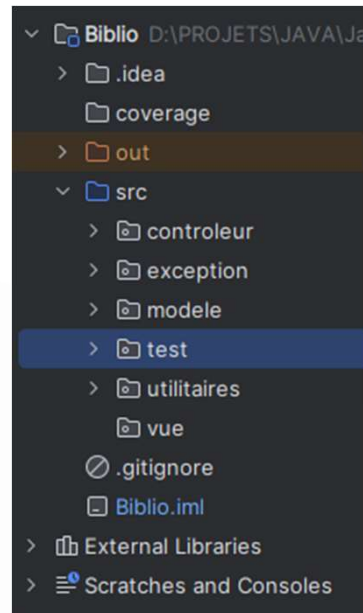 Biblio D:\PROJETS\JAVA\Ja
.idea
coverage
out
src
controleur
exception
modele
test
utilitaires
vue
.gitignore
Biblio.iml
External Libraries
Scratches and Consoles